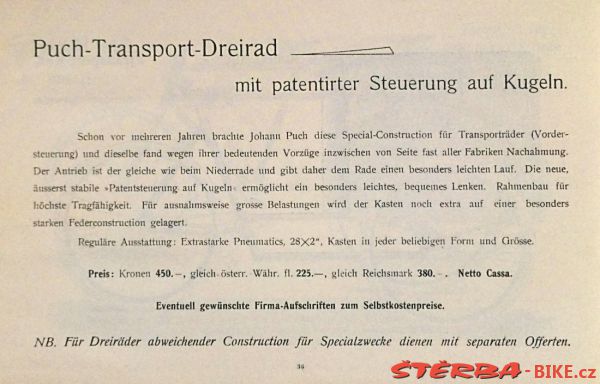 Puch-Transport-Dreirad
mit patentirter Steuerung auf Kugeln.
Schon vor mehreren Jahren brachte Johann Puch diese Special-Construction für Transporträder (Vorder-
steuerung) und dieselbe fand wegen ihrer bedeutenden Vorzüge inzwischen von Seite fast aller Fabriken Nachahmung.
Der Antrieb ist der gleiche wie beim Niederrade und gibt daher dem Rade einen besonders leichten Lauf. Die neue,
äusserst stabile »Patentsteuerung auf Kugeln« ermöglicht ein besonders leichtes, bequemes Lenken. Rahmenbau für
höchste Tragfähigkeit. Für ausnahmsweise grosse Belastungen wird der Kasten noch extra auf einer besonders
starken Federconstruction gelagert.
Reguläre Ausstattung: Extrastarke Pneumatics, 28×2", Kasten in jeder beliebigen Form und Grösse.
Preis: Kronen 450.–, gleich österr. Währ. fl. 225.—, gleich Reichsmark 380.–. Netto Cassa.
Eventuell gewünschte Firma-Aufschriften zum Selbstkostenpreise.
NB. Für Dreiräder abweichender Construction für Specialzwecke dienen mit separaten Offerten.
36
ŠTĚRBA-BIKE.cz